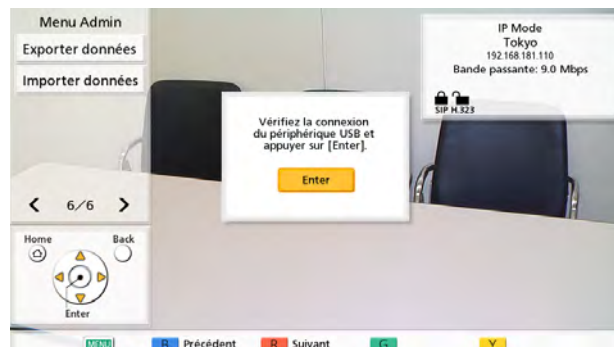 Menu Admin
Exporter données
Importer données
6/6
Home
Back
Enter
IP Mode
Tokyo
192.168.181.110
Bande passante: 9.0 Mbps
SIP H.323
Vérifiez la connexion
du périphérique USB et
appuyer sur [Enter].
Enter
MENU B Précédent R Suivant G Y